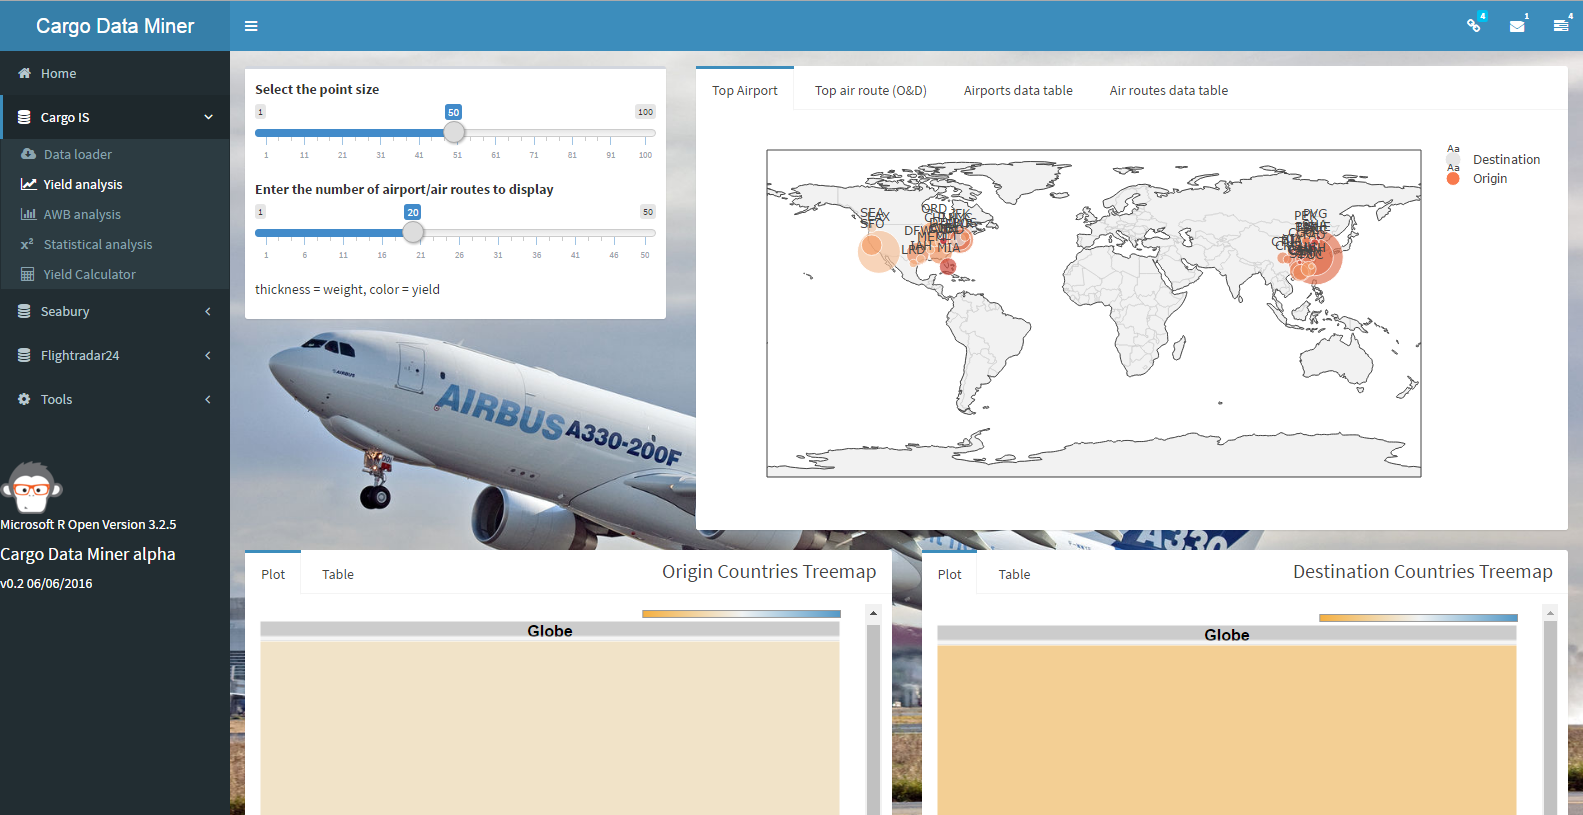 Cargo Data Miner
4
1
4
Home
Cargo IS
Data loader
Yield analysis
AWB analysis
x² Statistical analysis
Yield Calculator
Seabury
Flightradar24
Tools
Microsoft R Open Version 3.2.5
Cargo Data Miner alpha
v0.2 06/06/2016
Select the point size
1 50 100
1 11 21 31 41 51 61 71 81 91 100
Enter the number of airport/air routes to display
1 20 50
1 6 11 16 21 26 31 36 41 46 50
thickness = weight, color = yield
Top Airport Top air route (O&D) Airports data table Air routes data table
Aa Destination
Aa Origin
SEA
SFO
ORD
MIA
LRD
IAH
PVG
AIRBUS
AIRBUS A330-200F
A330
Plot Table Origin Countries Treemap
Globe
Plot Table Destination Countries Treemap
Globe